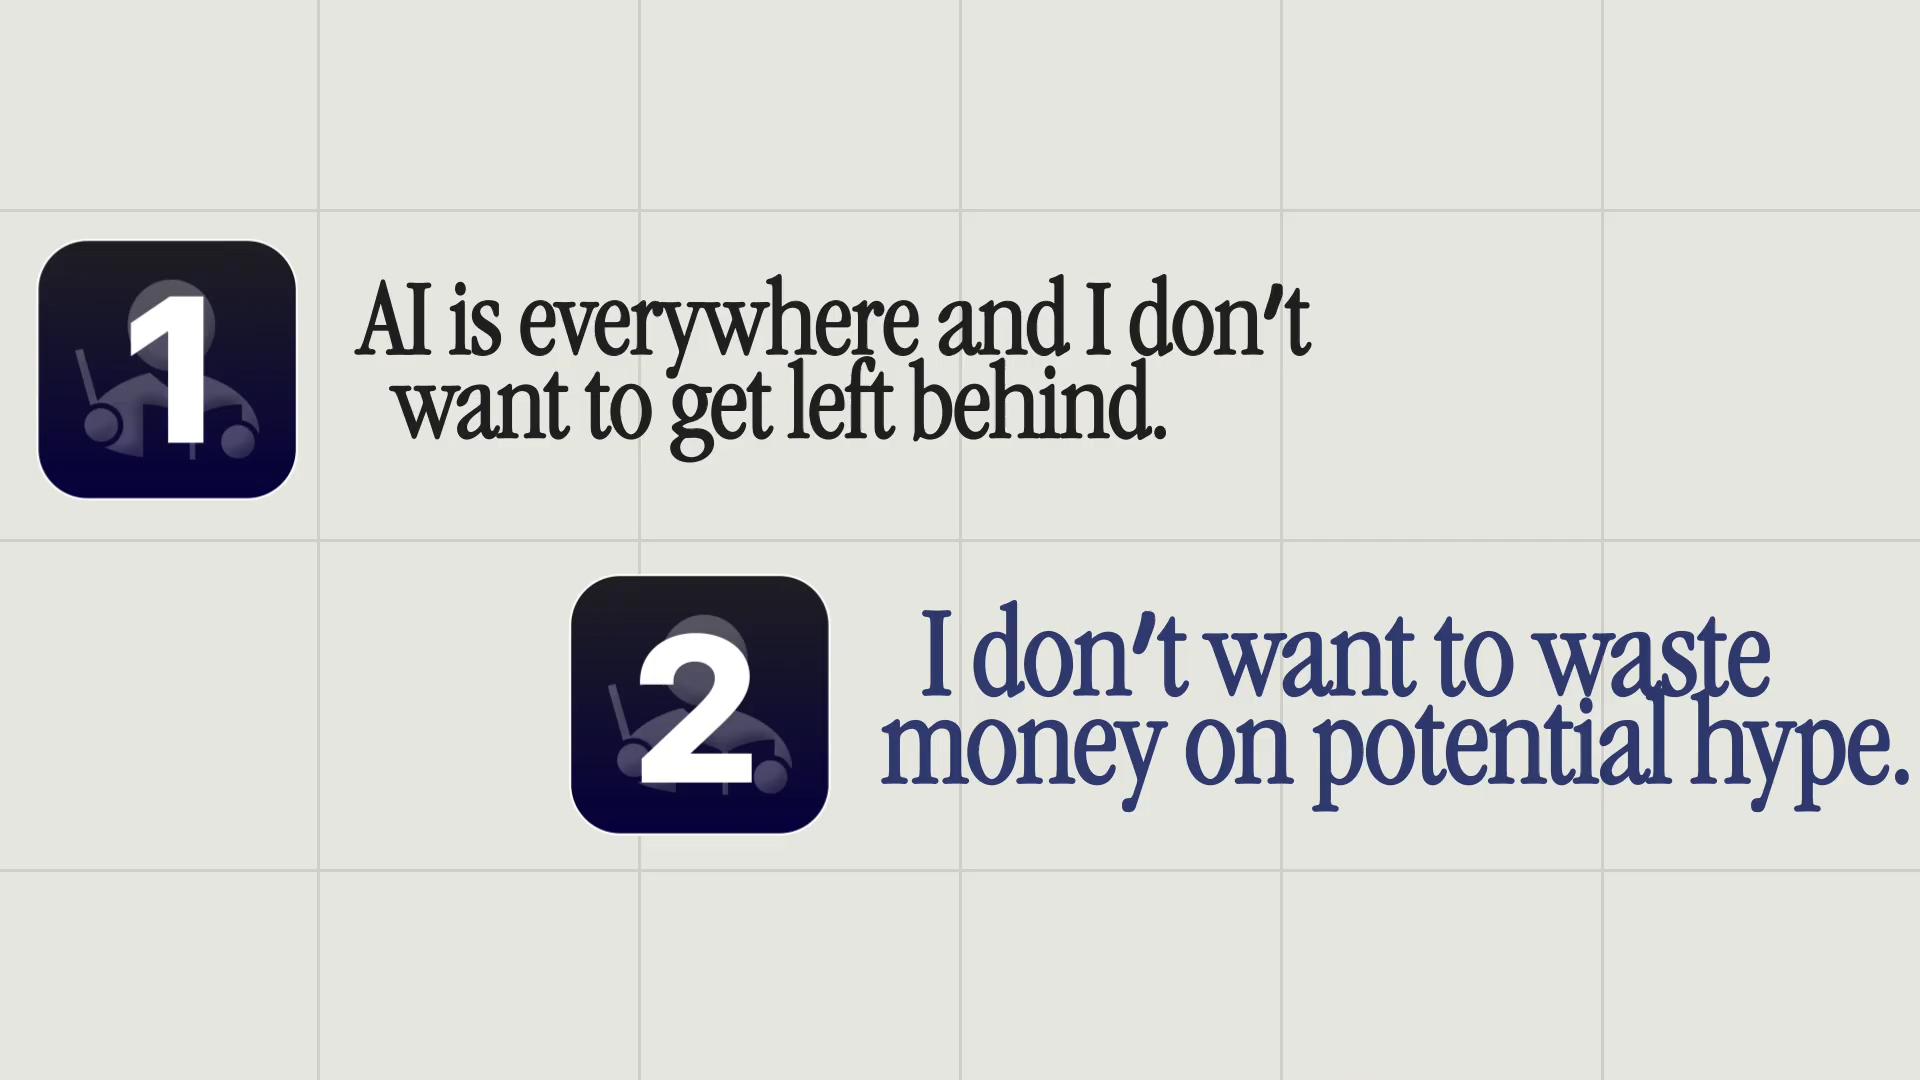 1
AI is everywhere and I don't
want to get left behind.
2
I don't want to waste
money on potential hype.